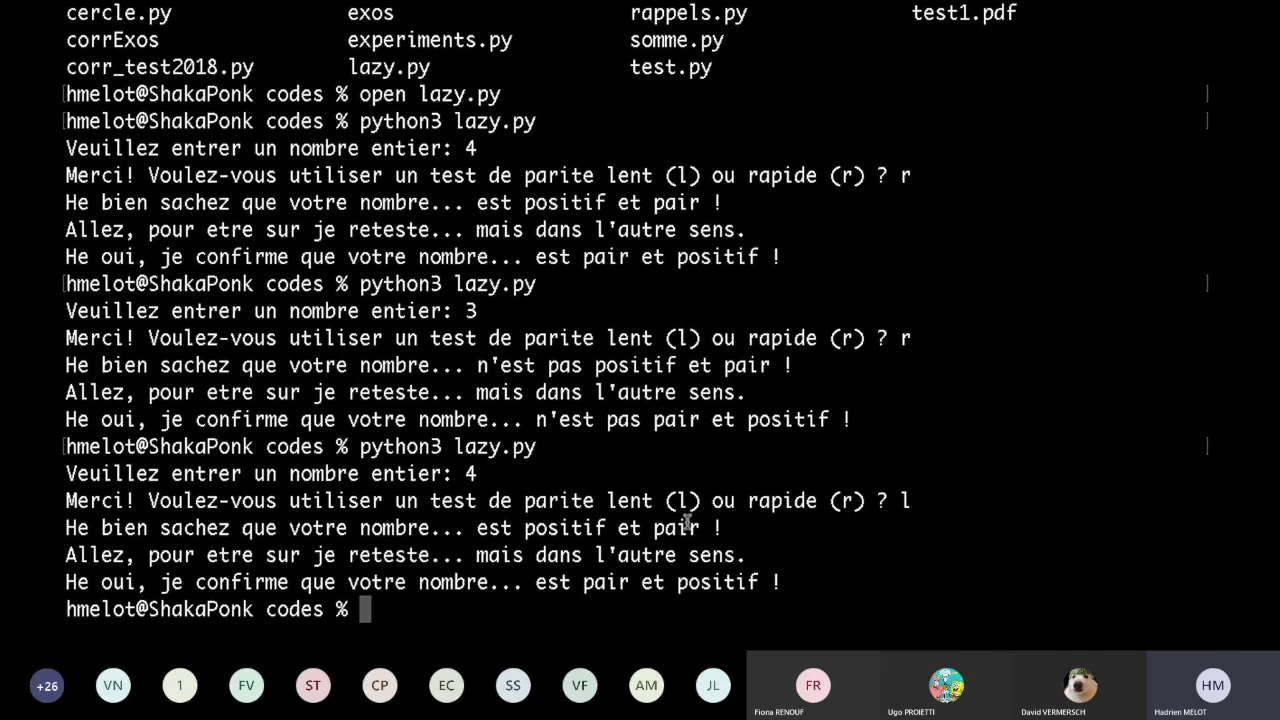 cercle.py exos rappels.py test1.pdf
corrExos experiments.py somme.py
corr_test2018.py lazy.py test.py
[hmelot@ShakaPonk codes % open lazy.py ]
[hmelot@ShakaPonk codes % python3 lazy.py ]
Veuillez entrer un nombre entier: 4
Merci! Voulez-vous utiliser un test de parite lent (l) ou rapide (r) ? r
He bien sachez que votre nombre... est positif et pair !
Allez, pour etre sur je reteste... mais dans l'autre sens.
He oui, je confirme que votre nombre... est pair et positif !
[hmelot@ShakaPonk codes % python3 lazy.py ]
Veuillez entrer un nombre entier: 3
Merci! Voulez-vous utiliser un test de parite lent (l) ou rapide (r) ? r
He bien sachez que votre nombre... n'est pas positif et pair !
Allez, pour etre sur je reteste... mais dans l'autre sens.
He oui, je confirme que votre nombre... n'est pas pair et positif !
[hmelot@ShakaPonk codes % python3 lazy.py ]
Veuillez entrer un nombre entier: 4
Merci! Voulez-vous utiliser un test de parite lent (l) ou rapide (r) ? l
He bien sachez que votre nombre... est positif et pair !
Allez, pour etre sur je reteste... mais dans l'autre sens.
He oui, je confirme que votre nombre... est pair et positif !
hmelot@ShakaPonk codes %
+26 VN 1 FV ST CP EC SS VF AM JL FR HM
Fiona RENOUF Ugo PROIETTI David VERMERSCH Hadrien MELOT